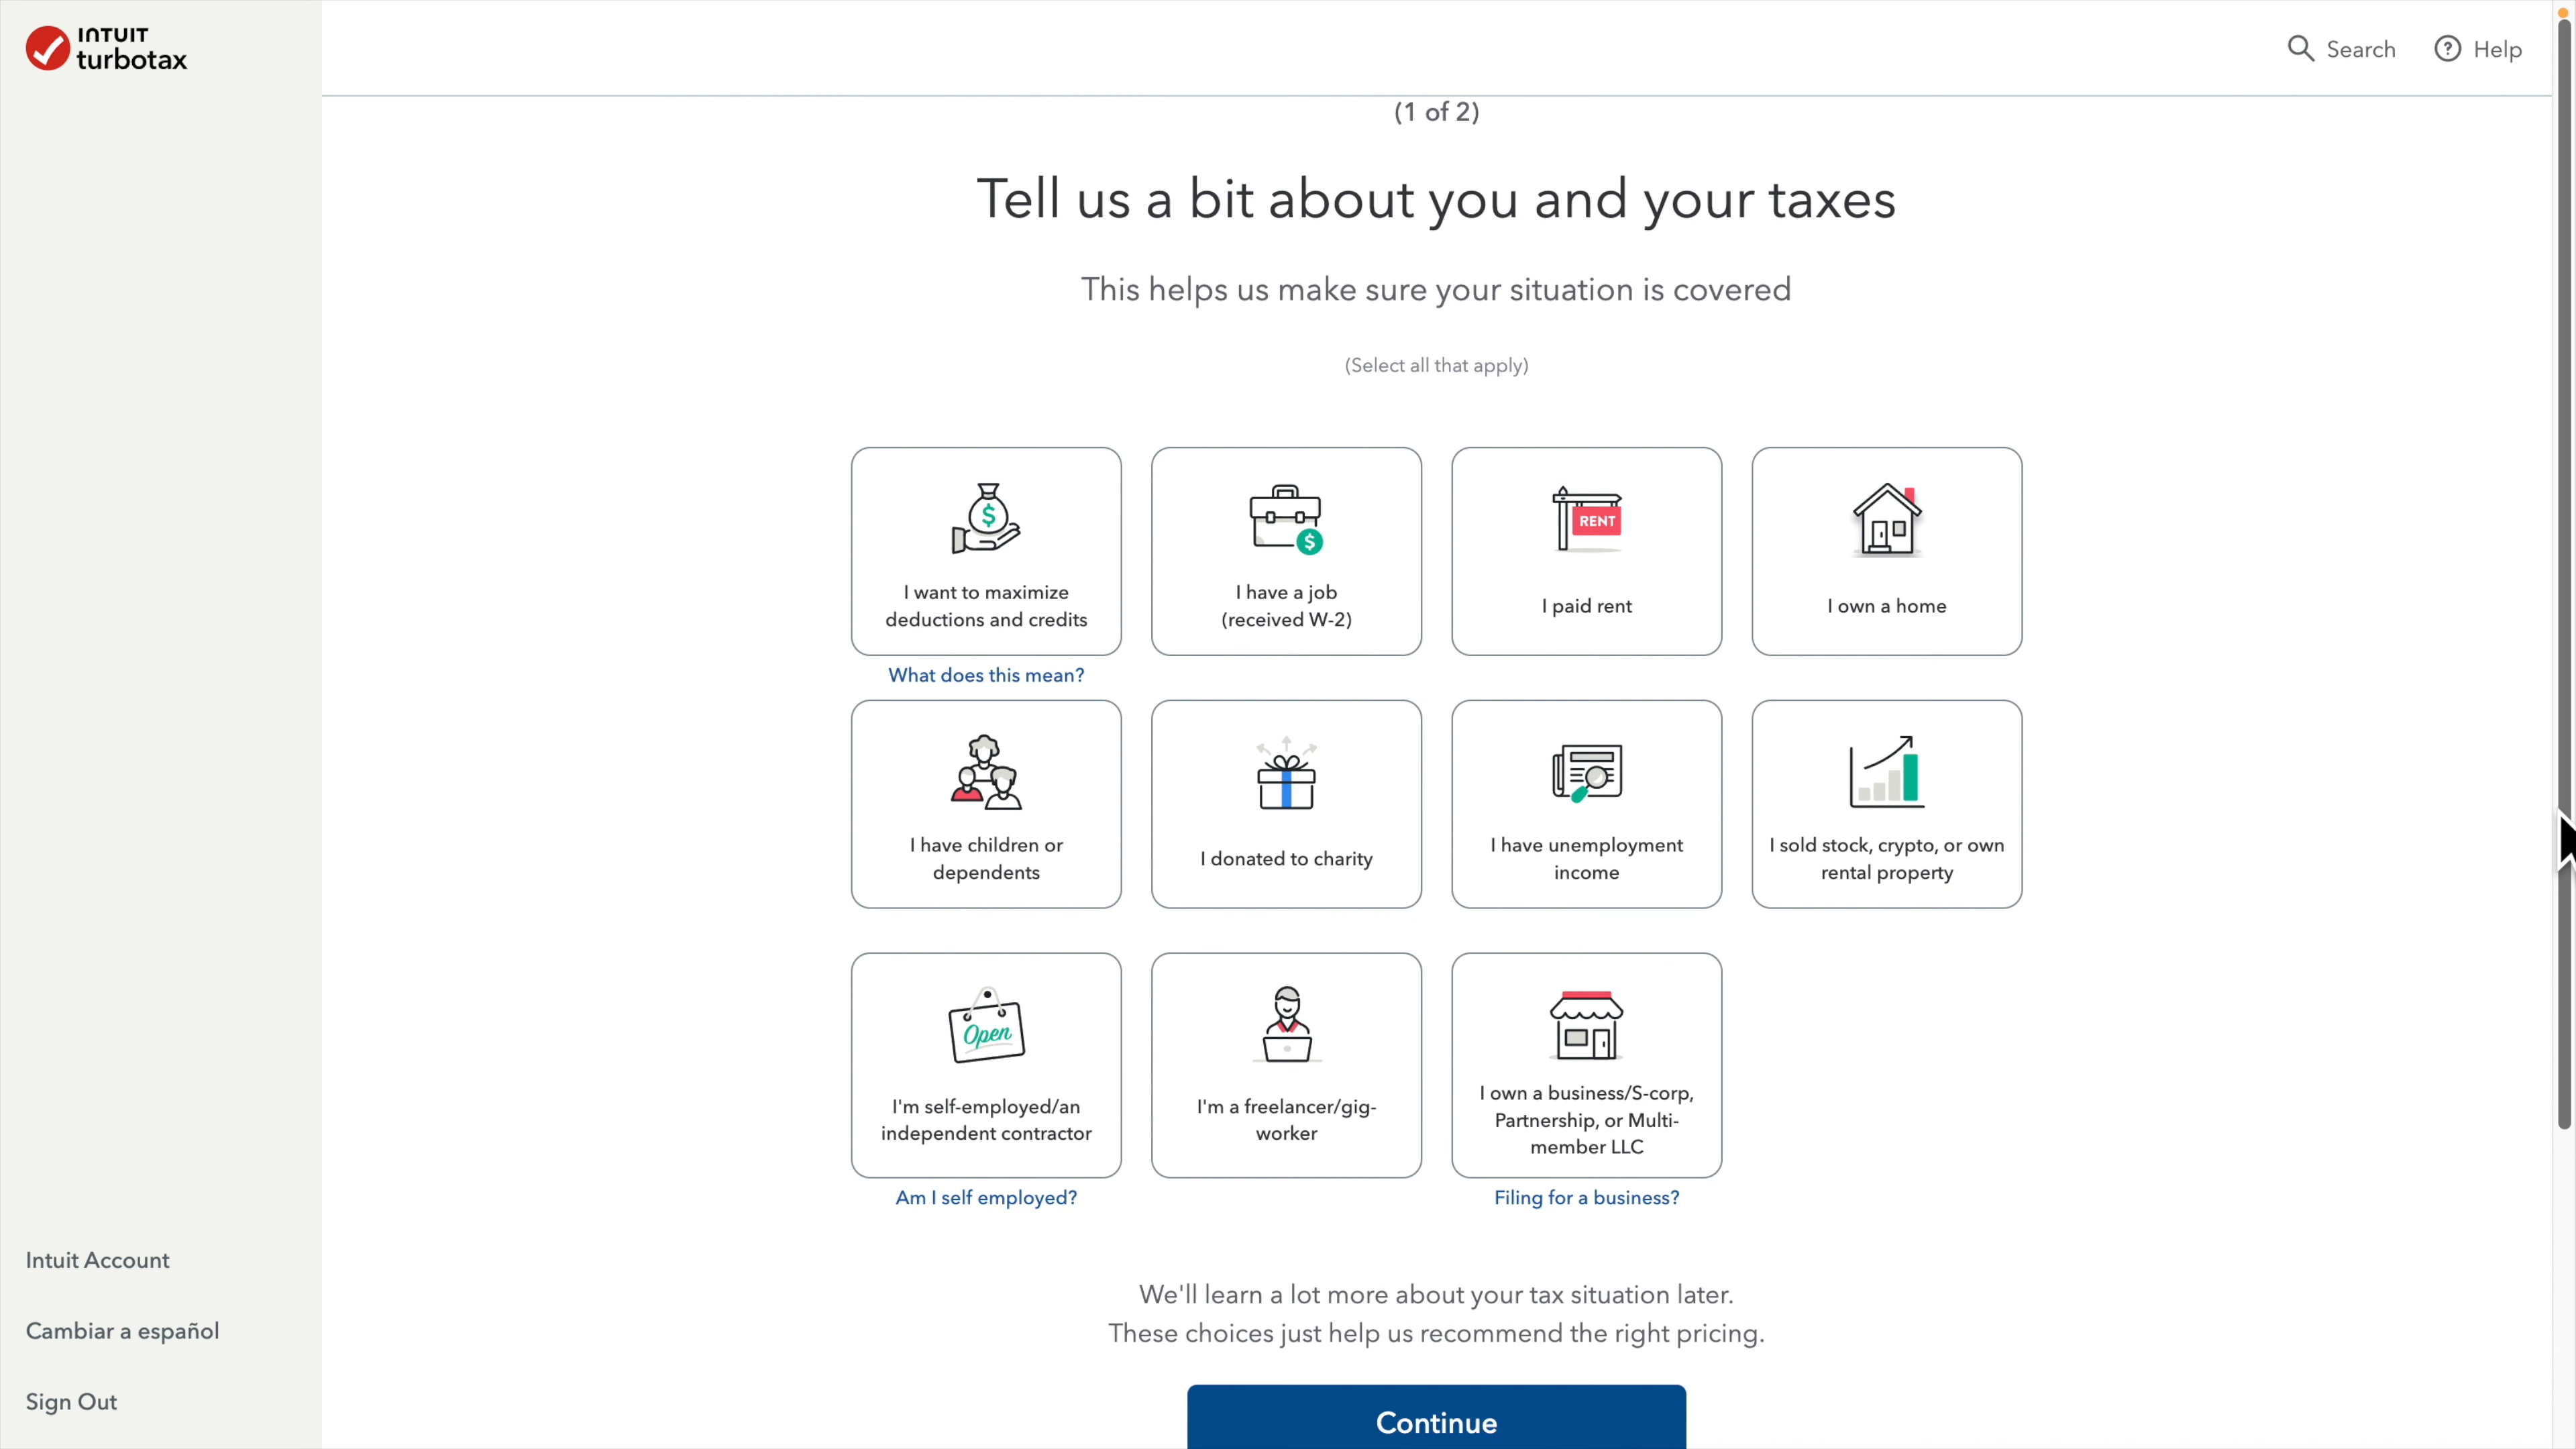 INTUIT
turbotax
Search
Help
(1 of 2)
Tell us a bit about you and your taxes
This helps us make sure your situation is covered
(Select all that apply)
$
$
RENT
I want to maximize
deductions and credits
I have a job
(received W-2)
I paid rent
I own a home
What does this mean?
I have children or
dependents
I donated to charity
I have unemployment
income
I sold stock, crypto, or own
rental property
Open
I'm self-employed/an
independent contractor
I'm a freelancer/gig-
worker
I own a business/S-corp,
Partnership, or Multi-
member LLC
Am I self employed?
Filing for a business?
Intuit Account
Cambiar a español
Sign Out
We'll learn a lot more about your tax situation later.
These choices just help us recommend the right pricing.
Continue